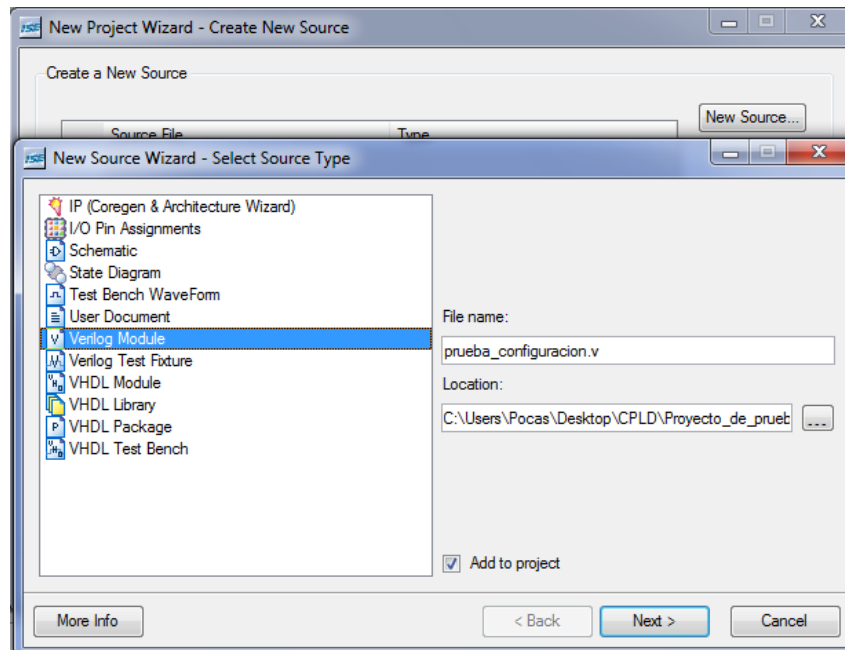 ISE New Project Wizard - Create New Source
Create a New Source
New Source...
Source File Type
ISE New Source Wizard - Select Source Type
IP (Coregen & Architecture Wizard)
I/O Pin Assignments
Schematic
State Diagram
Test Bench WaveForm
User Document
Verilog Module
Verilog Test Fixture
VHDL Module
VHDL Library
VHDL Package
VHDL Test Bench
File name:
prueba_configuracion.v
Location:
C:\Users\Pocas\Desktop\CPLD\Proyecto_de_prueb
...
Add to project
More Info
< Back
Next >
Cancel